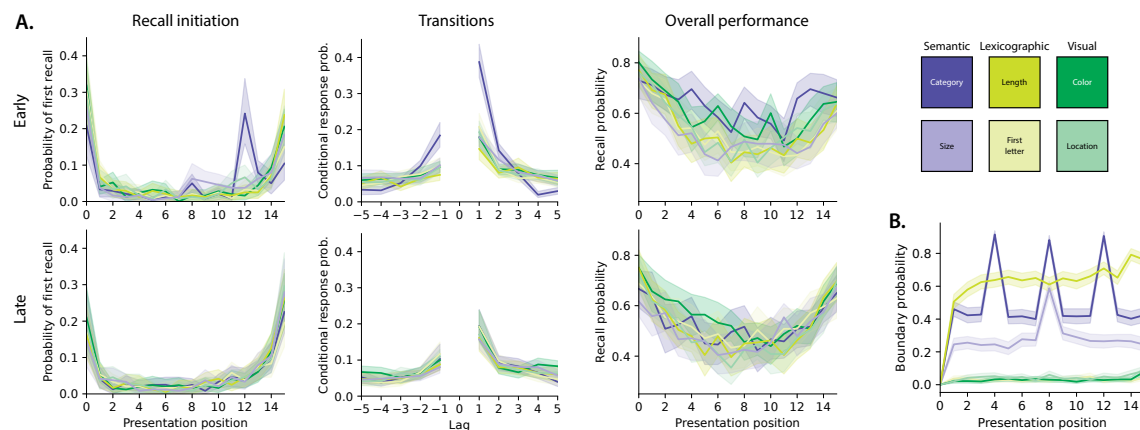 A.
Recall initiation
Transitions
Overall performance
Early
Probability of first recall
0.4
0.3
0.2
0.1
0.0
0 2 4 6 8 10 12 14
Conditional response prob.
0.4
0.3
0.2
0.1
0.0
−5 −4 −3 −2 −1 0 1 2 3 4 5
Recall probability
0.8
0.6
0.4
0 2 4 6 8 10 12 14
Late
Probability of first recall
0.4
0.3
0.2
0.1
0.0
0 2 4 6 8 10 12 14
Presentation position
Conditional response prob.
0.4
0.3
0.2
0.1
0.0
−5 −4 −3 −2 −1 0 1 2 3 4 5
Lag
Recall probability
0.8
0.6
0.4
0 2 4 6 8 10 12 14
Presentation position
Semantic Lexicographic Visual
Category Length Color
Size First letter Location
B.
Boundary probability
0.8
0.6
0.4
0.2
0.0
0 2 4 6 8 10 12 14
Presentation position